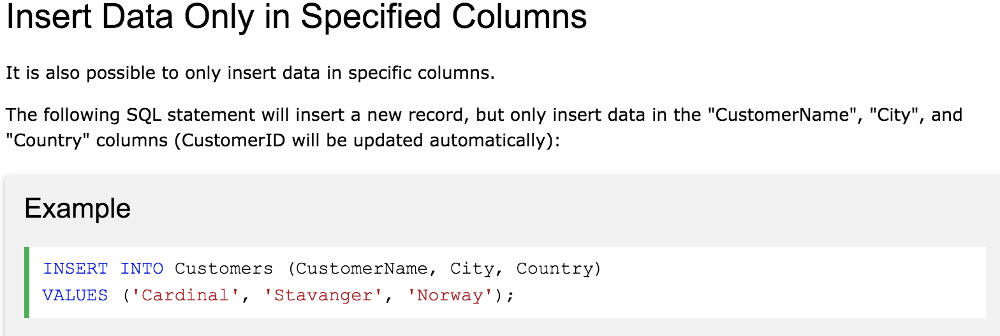 Insert Data Only in Specified Columns
It is also possible to only insert data in specific columns.
The following SQL statement will insert a new record, but only insert data in the "CustomerName", "City", and
"Country" columns (CustomerID will be updated automatically):
Example
INSERT INTO Customers (CustomerName, City, Country)
VALUES ('Cardinal', 'Stavanger', 'Norway');